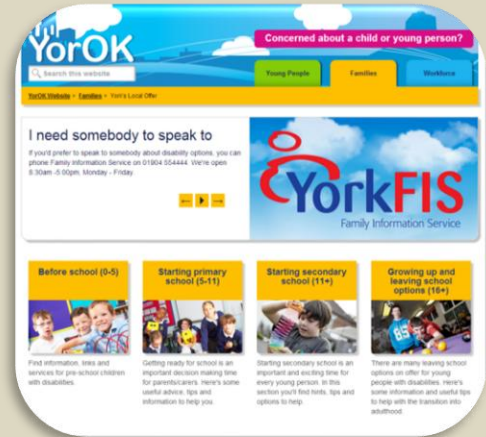 YorOK
Concerned about a child or young person?
Search this website
Young People
Families
Workforce
YorOK Website > Families > York's Local Offer
I need somebody to speak to
If you'd prefer to speak to somebody about disability options, you can
phone Family Information Service on 01904 554444. We're open
8.30am -5.00pm, Monday - Friday
YorkFIS
Family Information Service
Before school (0-5)
Find information, links and
services for pre-school children
with disabilities.
Starting primary
school (5-11)
Getting ready for school is an
important decision making time
for parents/carers. Here's some
useful advice, tips and
information to help you.
Starting secondary
school (11+)
Starting secondary school is an
important and exciting time for
every young person. In this
section you'll find hints, tips and
options to help.
Growing up and
leaving school
options (16+)
There are many leaving school
options on offer for young
people with disabilities. Here's
some information and useful tips
to help with the transition into
adulthood.